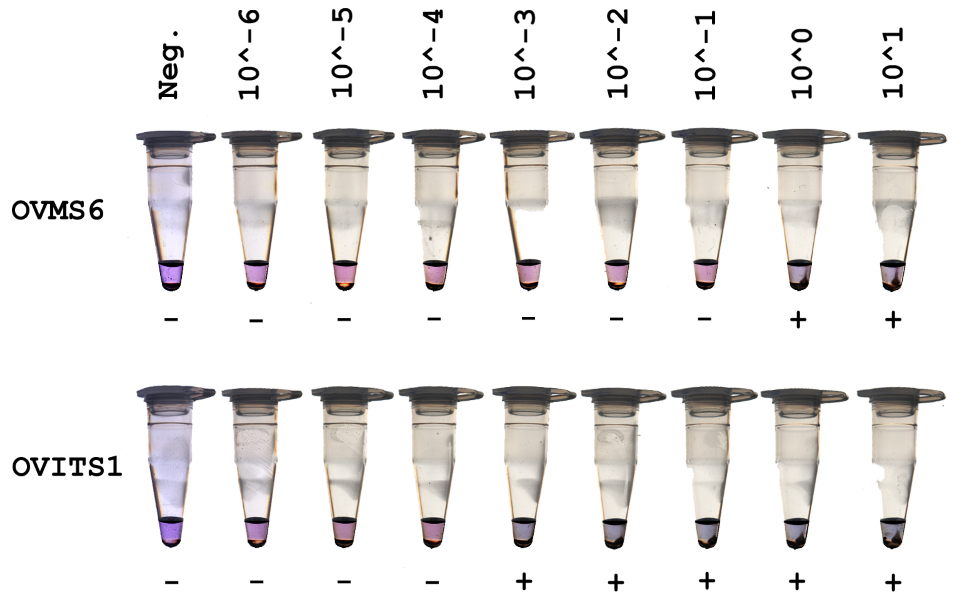 Neg. 10^-6 10^-5 10^-4 10^-3 10^-2 10^-1 10^0 10^1
OVMS6
- - - - - - - + +
OVITS1
- - - - + + + + +